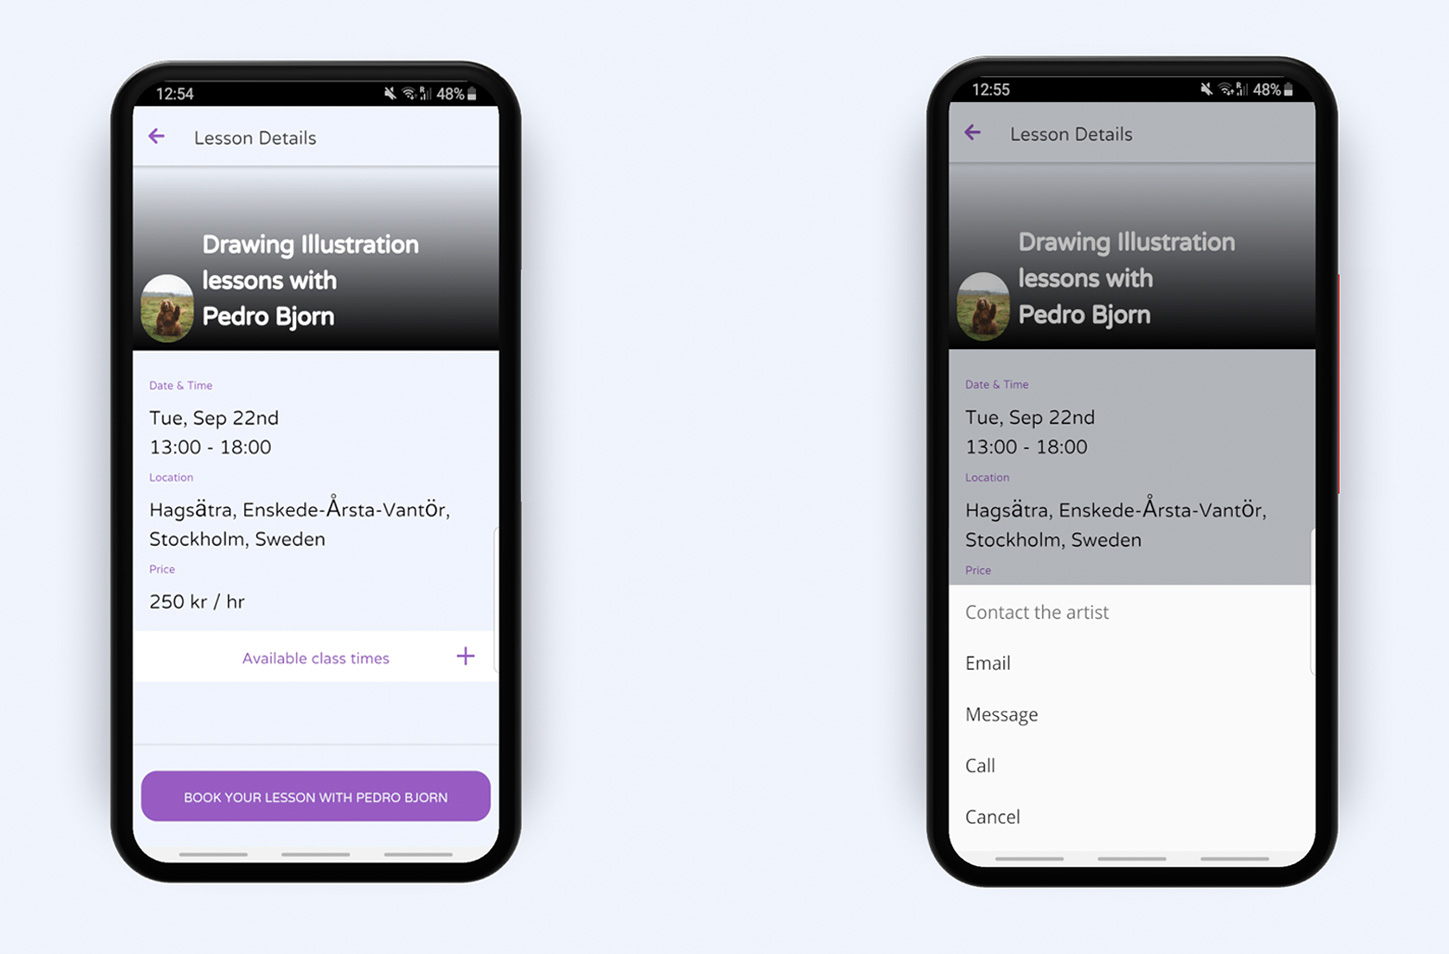 12:54
48%
Lesson Details
Drawing Illustration
lessons with
Pedro Bjorn
Date & Time
Tue, Sep 22nd
13:00 - 18:00
Location
Hagsätra, Enskede-Årsta-Vantör,
Stockholm, Sweden
Price
250 kr / hr
Available class times
BOOK YOUR LESSON WITH PEDRO BJORN
12:55
48%
Lesson Details
Drawing Illustration
lessons with
Pedro Bjorn
Date & Time
Tue, Sep 22nd
13:00 - 18:00
Location
Hagsätra, Enskede-Årsta-Vantör,
Stockholm, Sweden
Price
Contact the artist
Email
Message
Call
Cancel